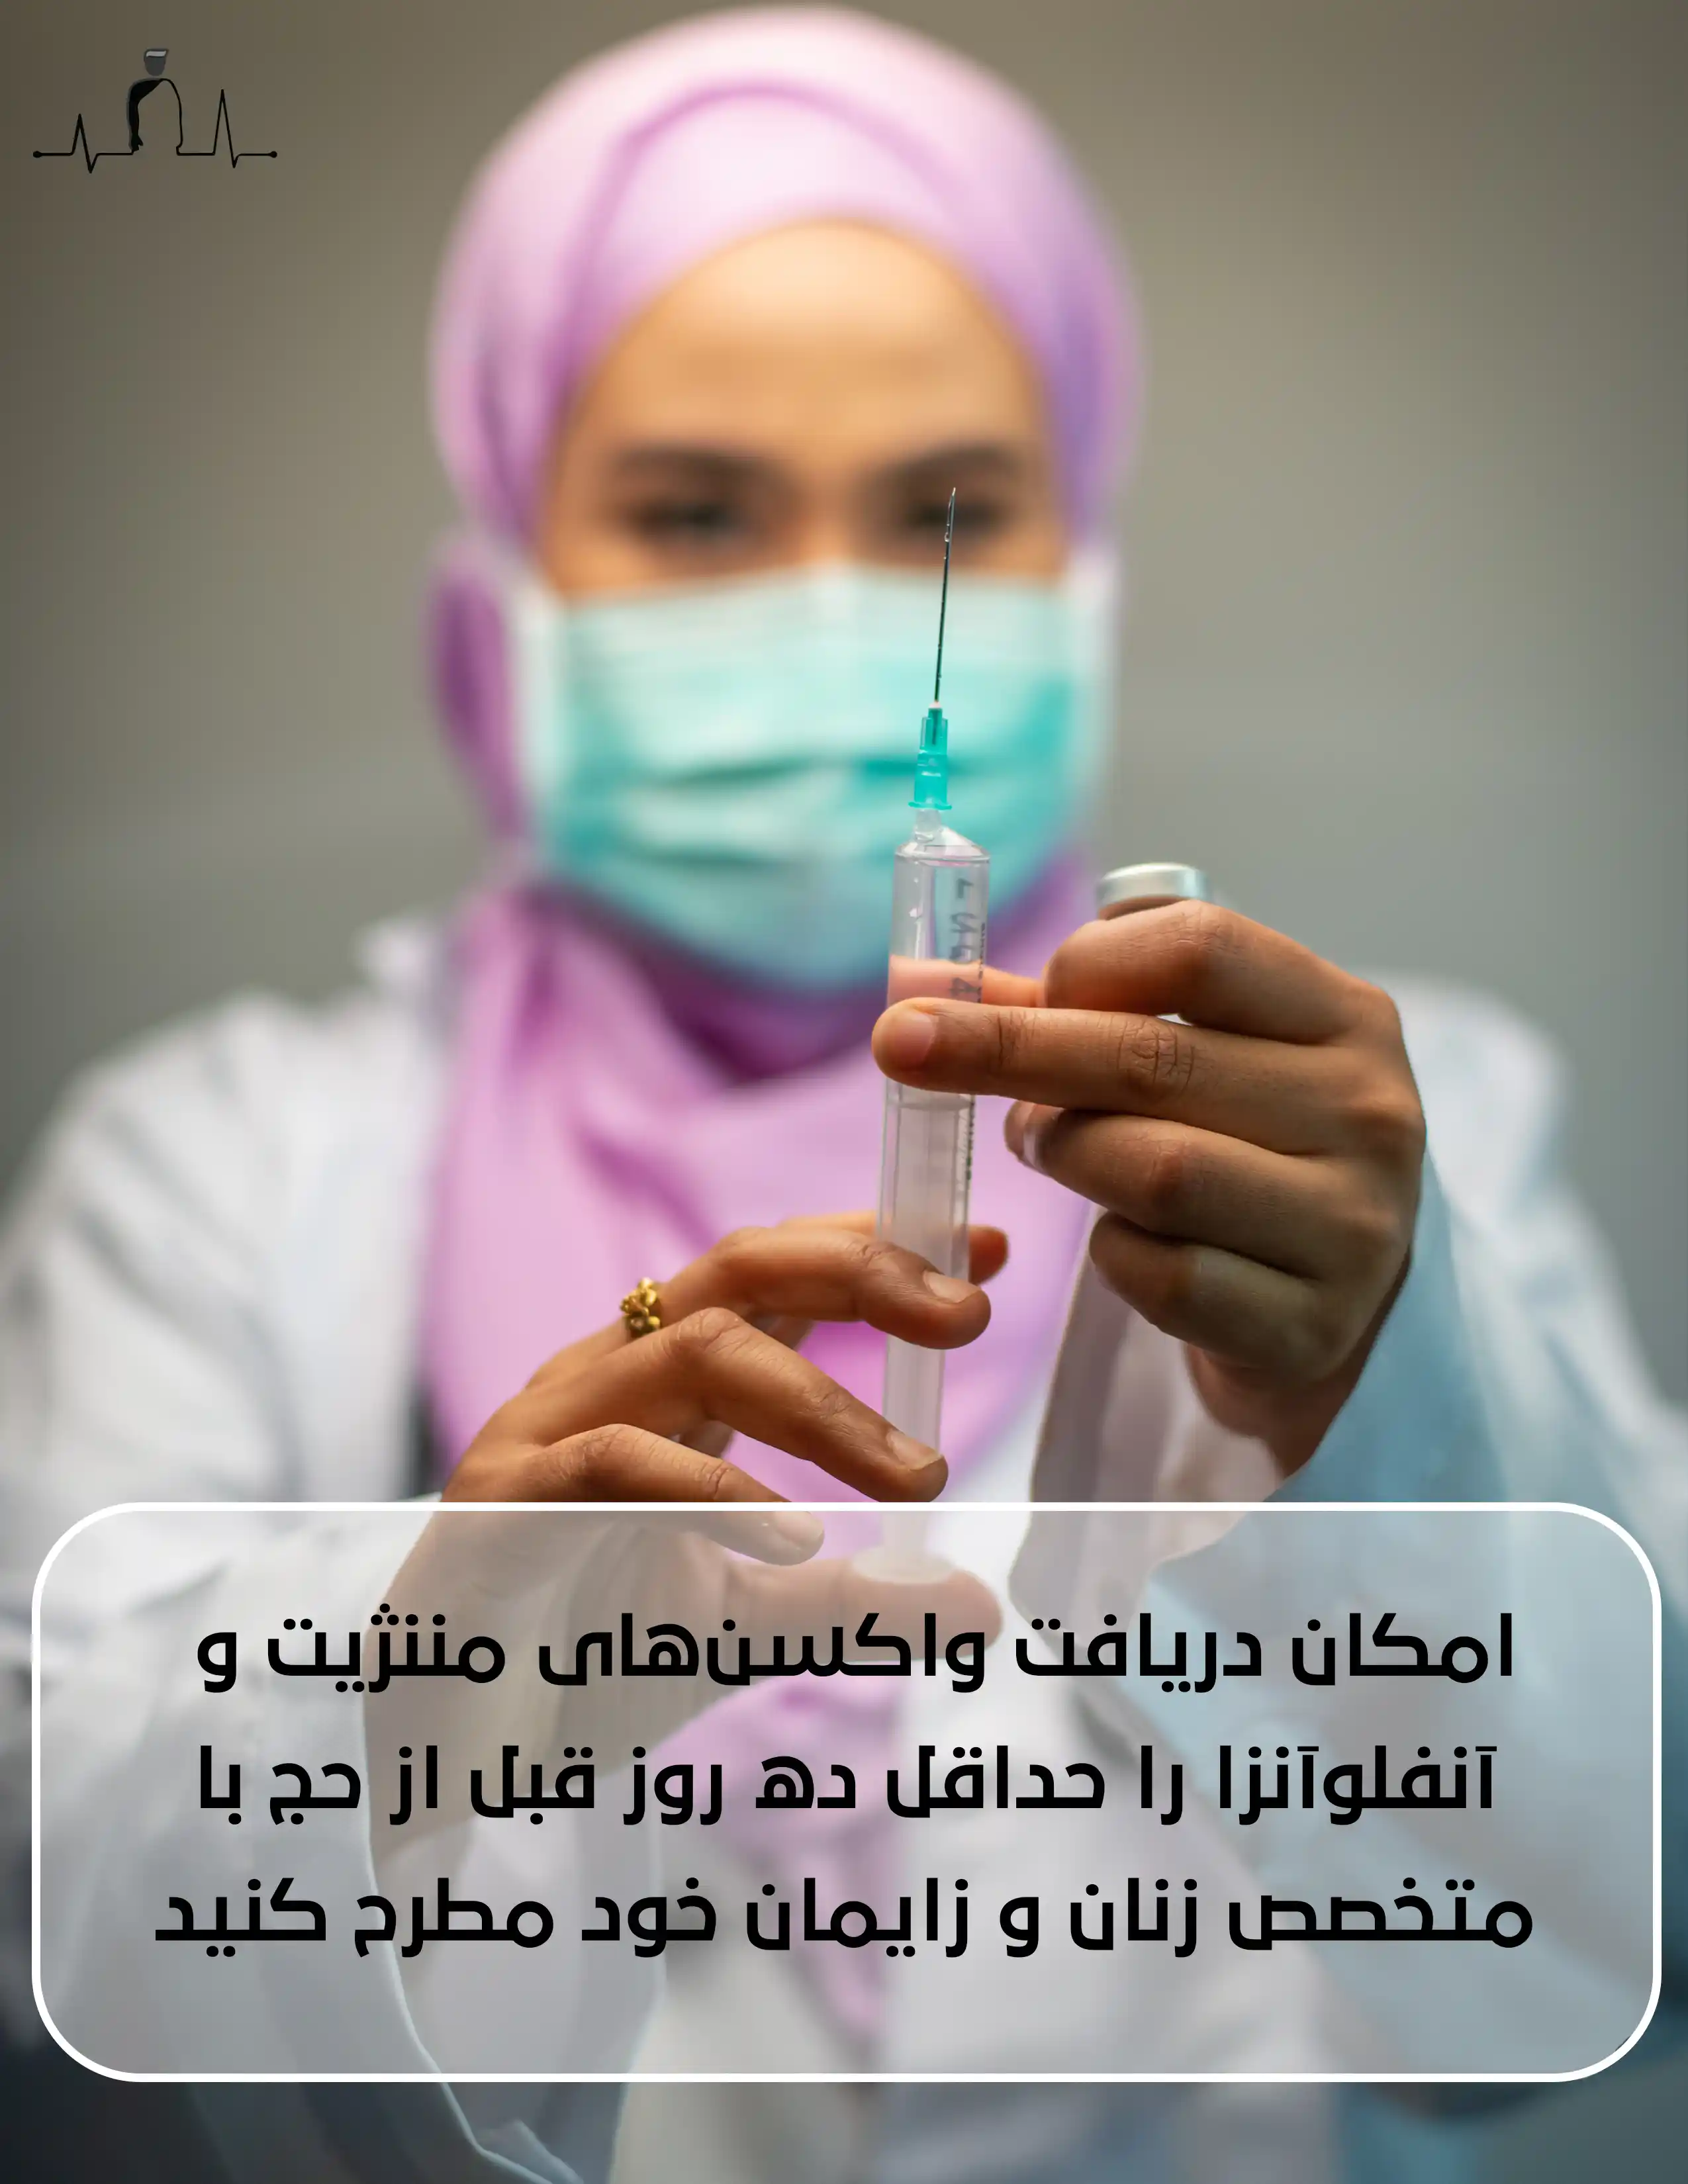 امکان دریافت واکسن‌های مننژیت و
آنفلوآنزا را حداقل ده روز قبل از حج با
متخصص زنان و زایمان خود مطرح کنید